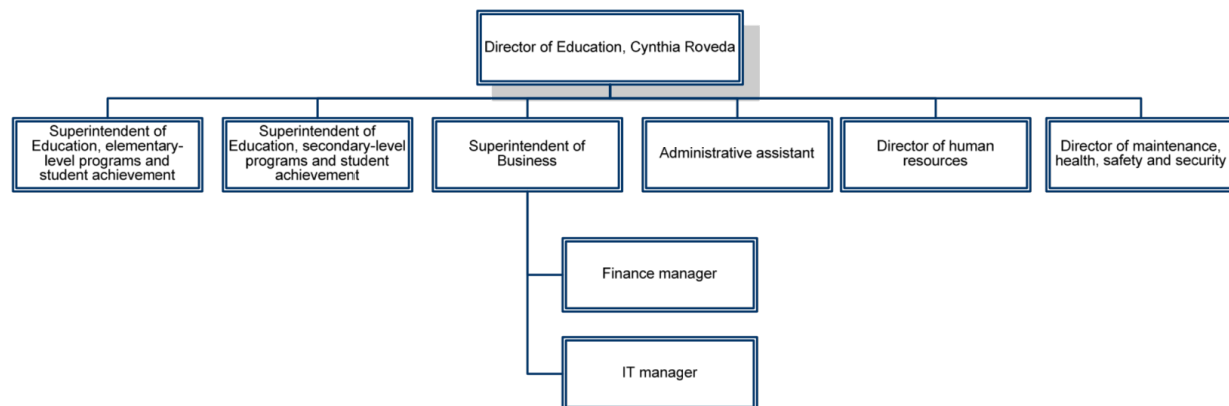 Director of Education, Cynthia Roveda
Superintendent of
Education, elementary-
level programs and
student achievement
Superintendent of
Education, secondary-level
programs and student
achievement
Superintendent of
Business
Administrative assistant
Director of human
resources
Director of maintenance,
health, safety and security
Finance manager
IT manager